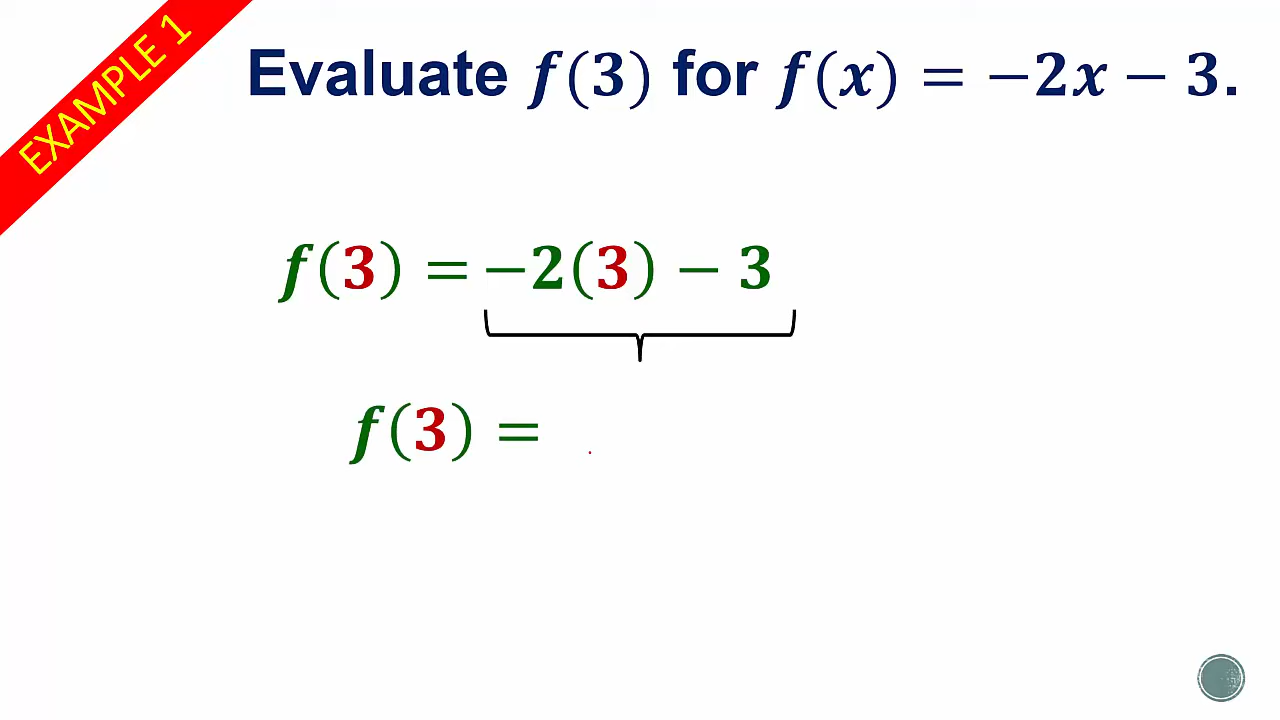 EXAMPLE 1
Evaluate f(3) for f(x) = −2x − 3.
f(3) = −2(3) − 3
f(3) =